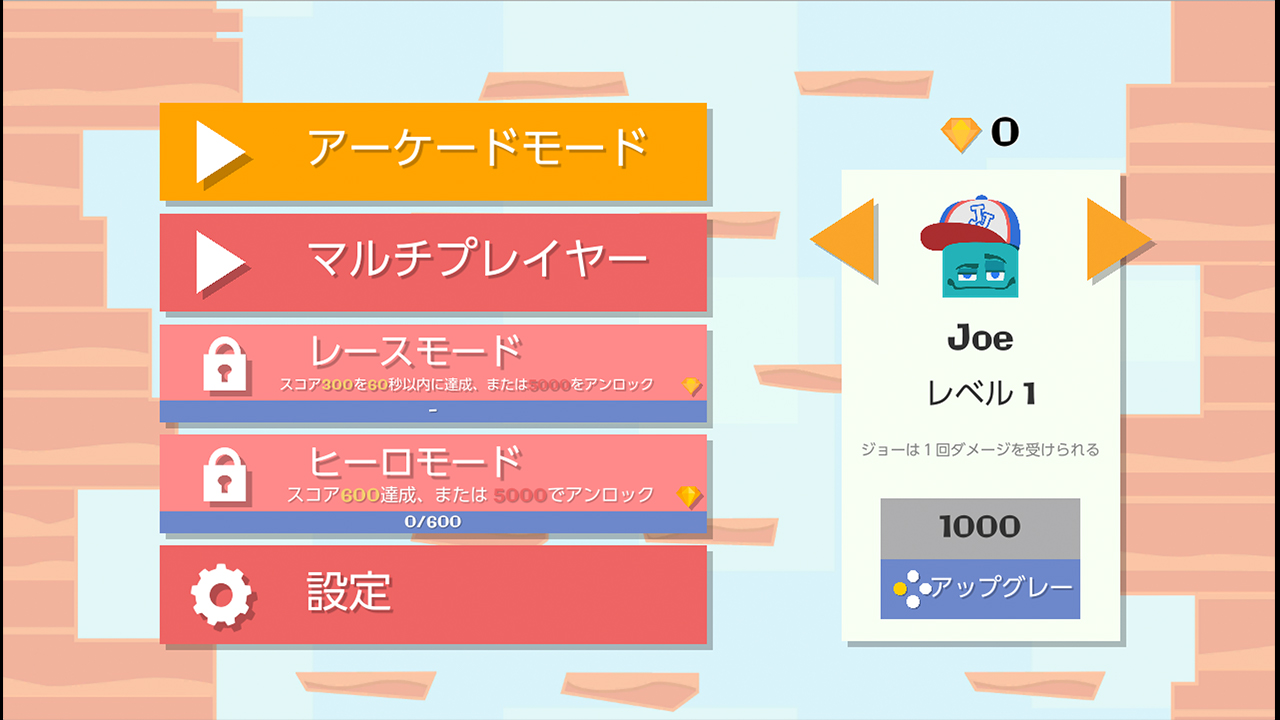 アーケードモード
マルチプレイヤー
レースモード
スコア300を60秒以内に達成、または5000をアンロック
-
ヒーロモード
スコア600達成、または 5000でアンロック
0/600
設定
0
JJ
Joe
レベル 1
ジョーは1回ダメージを受けられる
1000
アップグレー